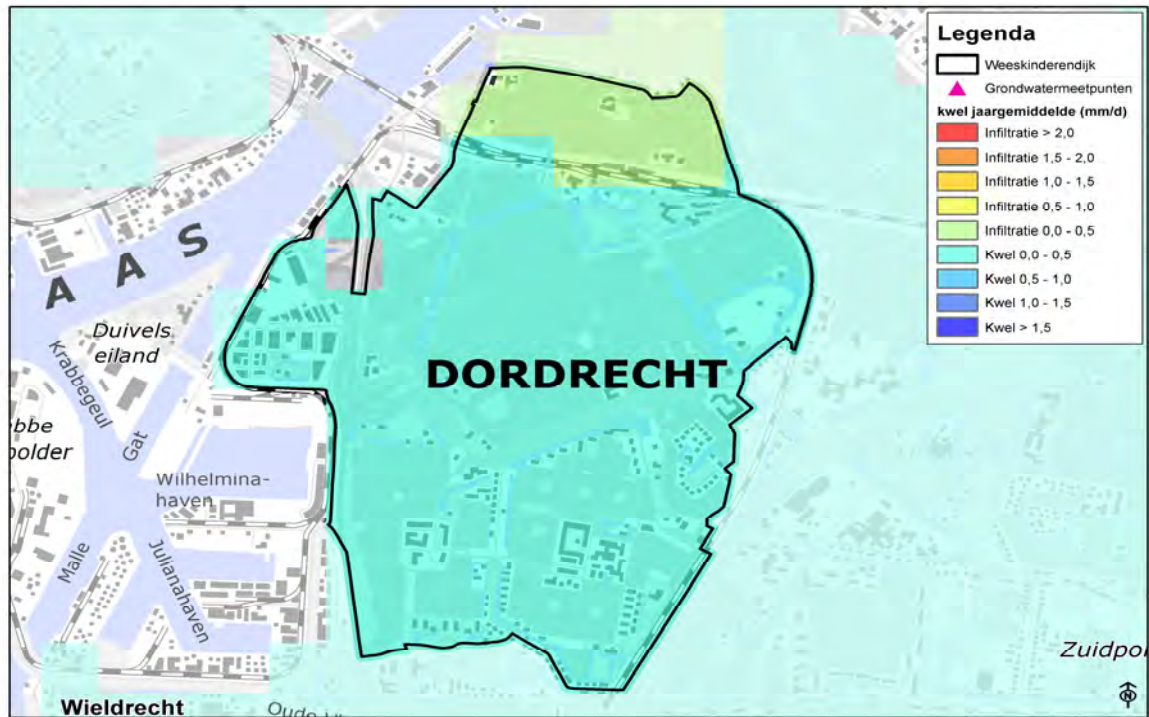 Legenda
Weeskinderendijk
Grondwatermeetpunten
kwel jaargemiddelde (mm/d)
Infiltratie > 2,0
Infiltratie 1,5 - 2,0
Infiltratie 1,0 - 1,5
Infiltratie 0,5 - 1,0
Infiltratie 0,0 - 0,5
Kwel 0,0 - 0,5
Kwel 0,5 - 1,0
Kwel 1,0 - 1,5
Kwel > 1,5
A A S
Duivels
eiland
Krabbegeul
Gat
DORDRECHT
ebbe
polder
Wilhelmina-
haven
Malle
Julianahaven
Zuidpol
Wieldrecht
Oude
N